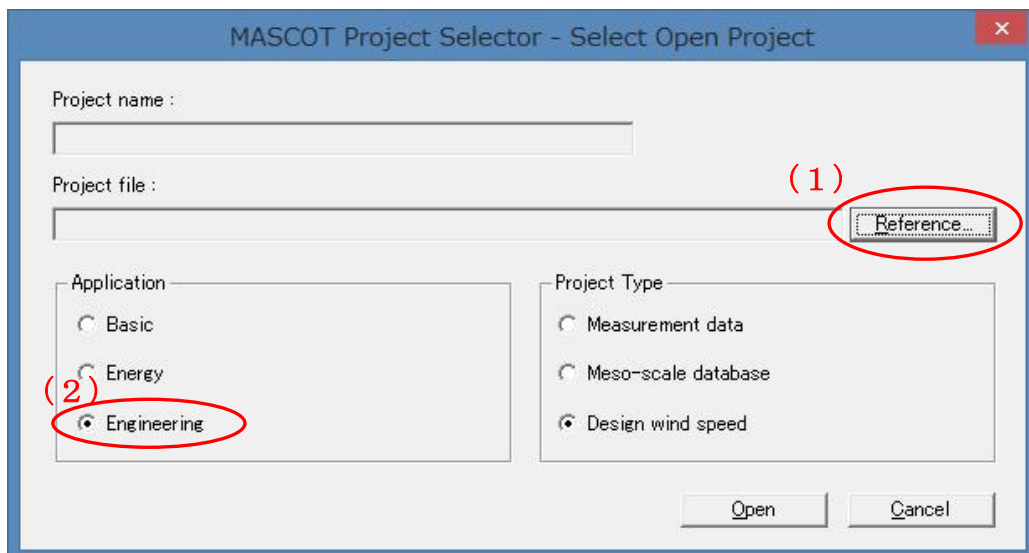 MASCOT Project Selector - Select Open Project
×
Project name :
Project file :
(1)
Reference...
Application
Project Type
Basic
Measurement data
Energy
Meso-scale database
(2)
Engineering
Design wind speed
Open
Cancel